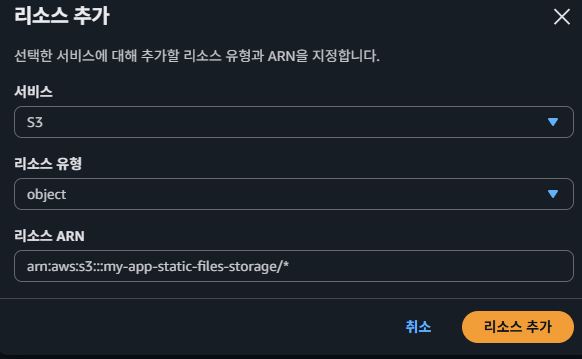 리소스 추가
선택한 서비스에 대해 추가할 리소스 유형과 ARN을 지정합니다.
서비스
S3
리소스 유형
object
리소스 ARN
arn:aws:s3:::my-app-static-files-storage/*
취소 리소스 추가